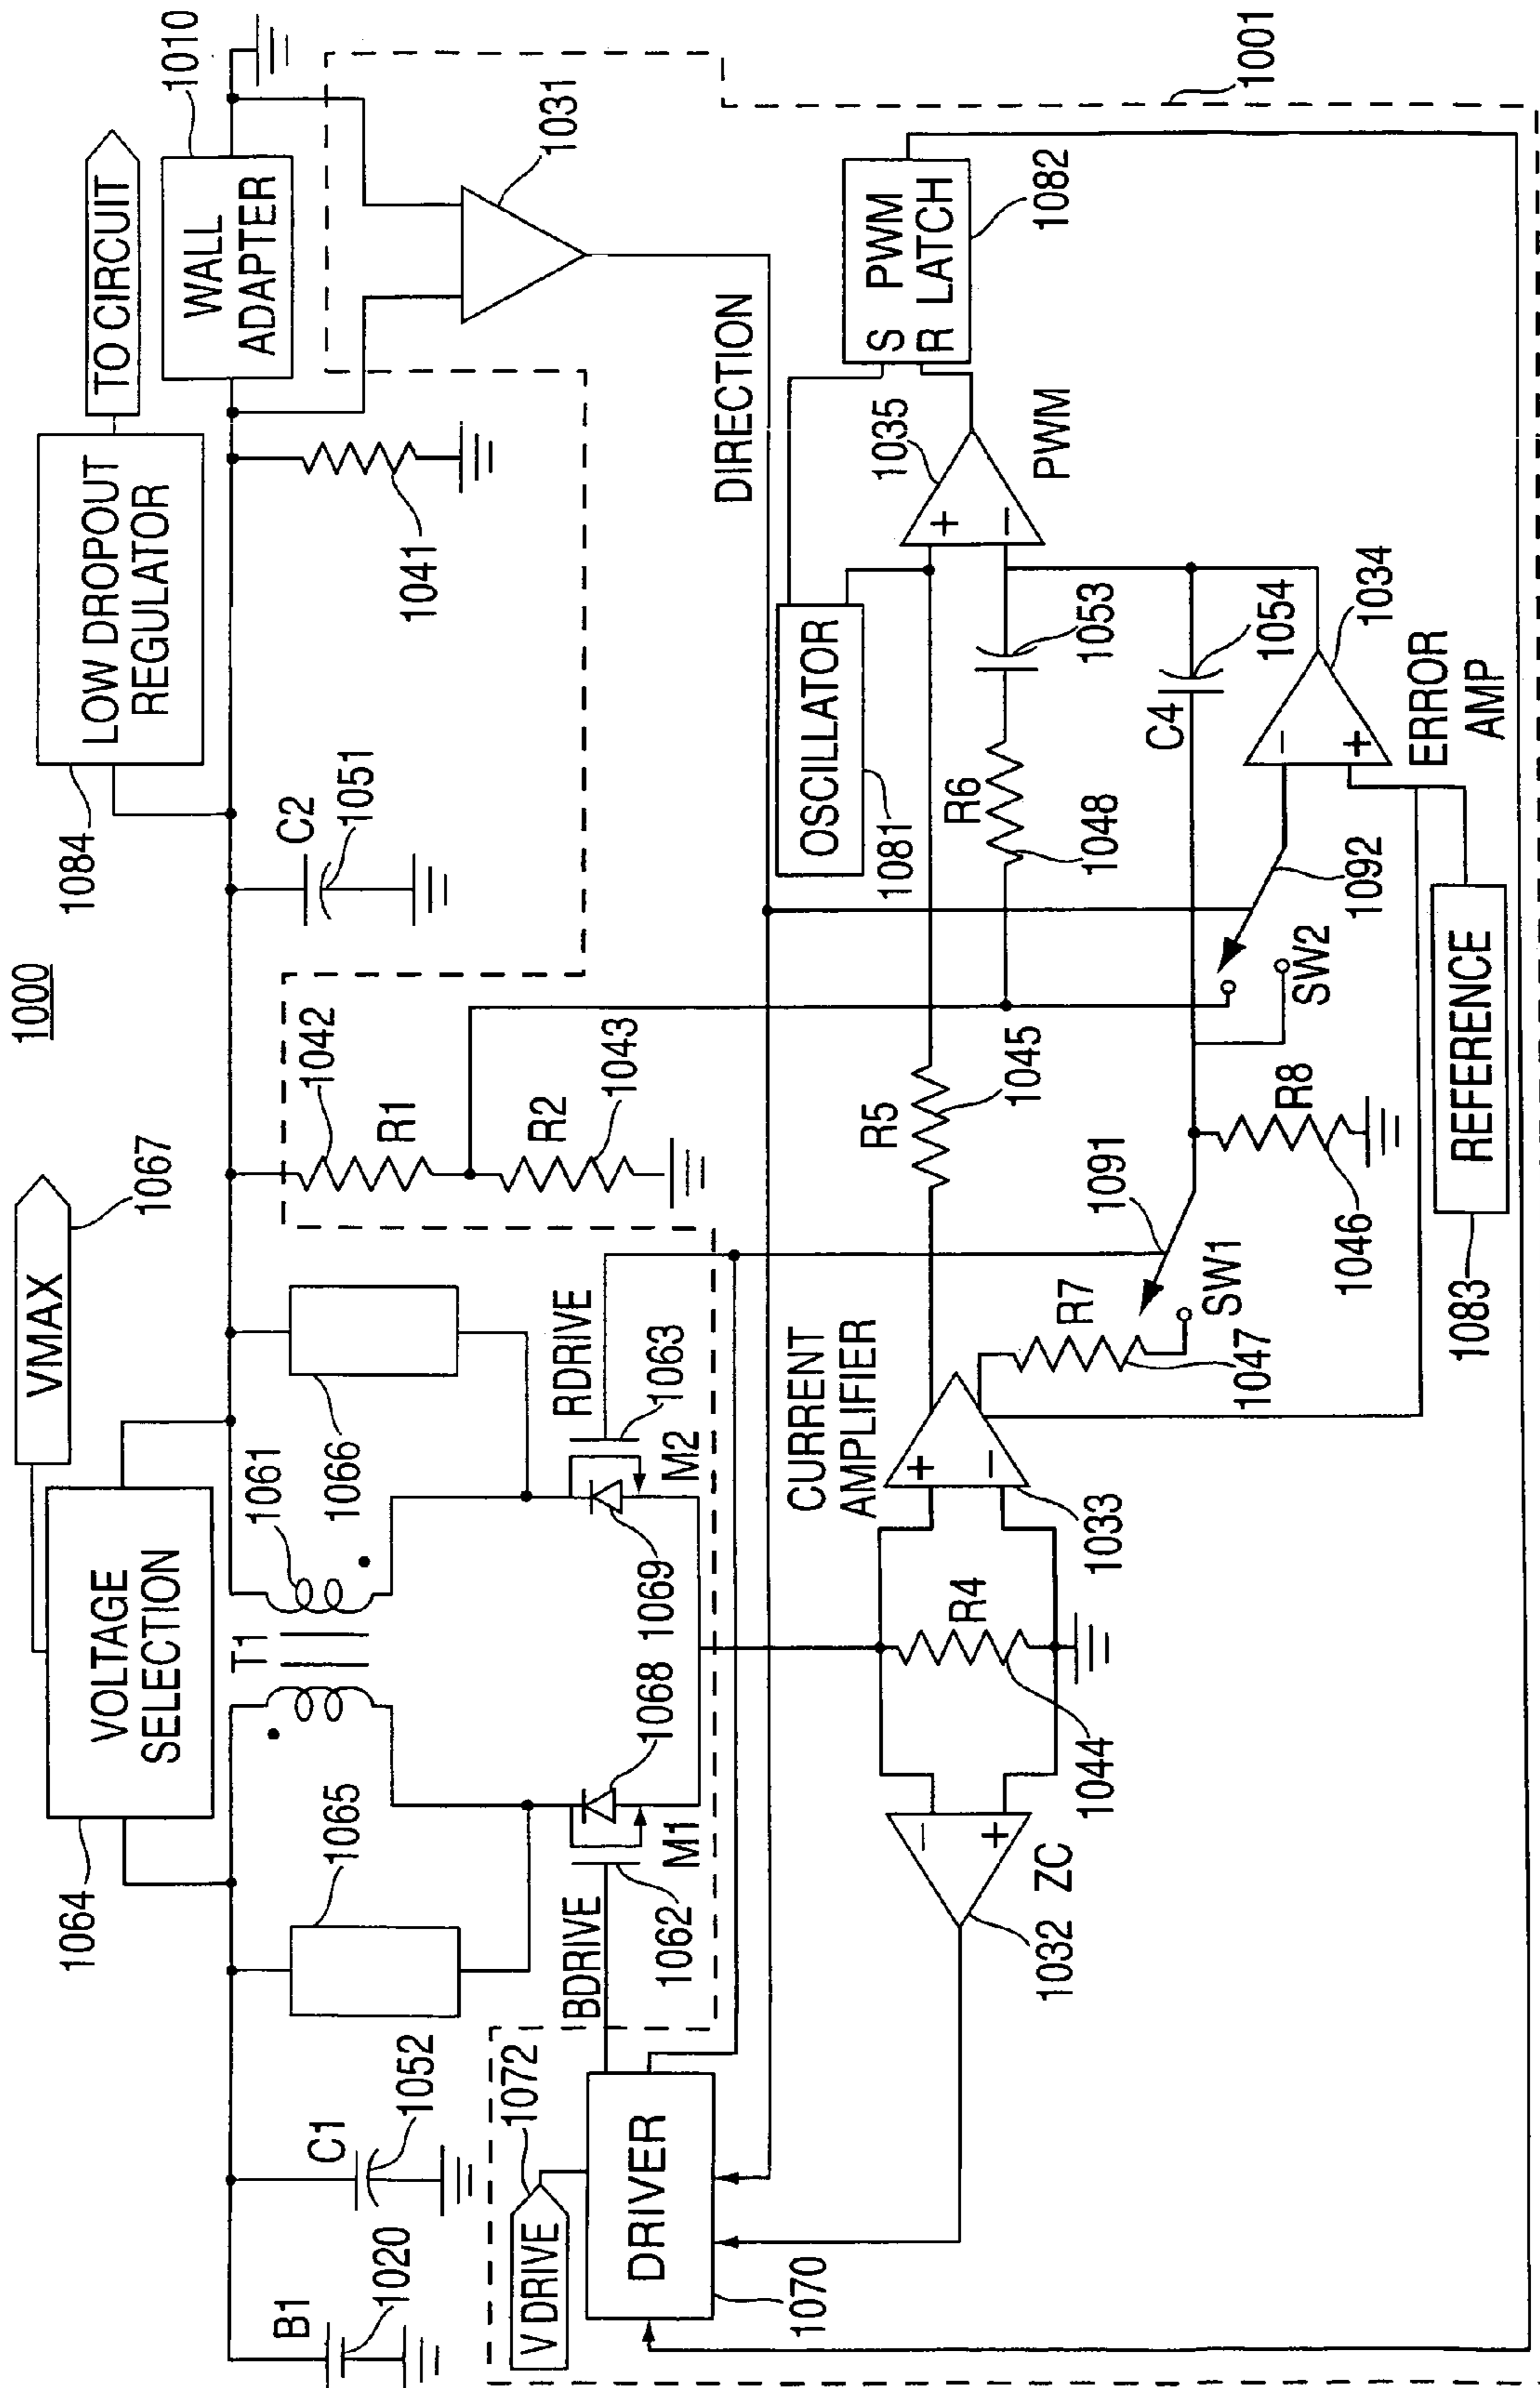 1000
VMAX
1067
VOLTAGE
SELECTION
1064
LOW DROPOUT
REGULATOR
1084
TO CIRCUIT
WALL
ADAPTER
1010
B1
1020
C1
1052
1065
T1
1061
1066
1042
R1
R2
1043
C2
1051
1041
1031
V DRIVE
1072
BDRIVE
1062
M1
1068
1069
M2
1063
RDRIVE
DRIVER
1070
DIRECTION
1001
1032
ZC
−
+
R4
1044
CURRENT
AMPLIFIER
+
−
1033
R5
1045
R7
1047
SW1
1091
R8
1046
OSCILLATOR
1081
R6
1048
1053
C4
1054
SW2
1092
−
+
1034
ERROR
AMP
REFERENCE
1083
+
−
1035
PWM
S PWM
R LATCH
1082